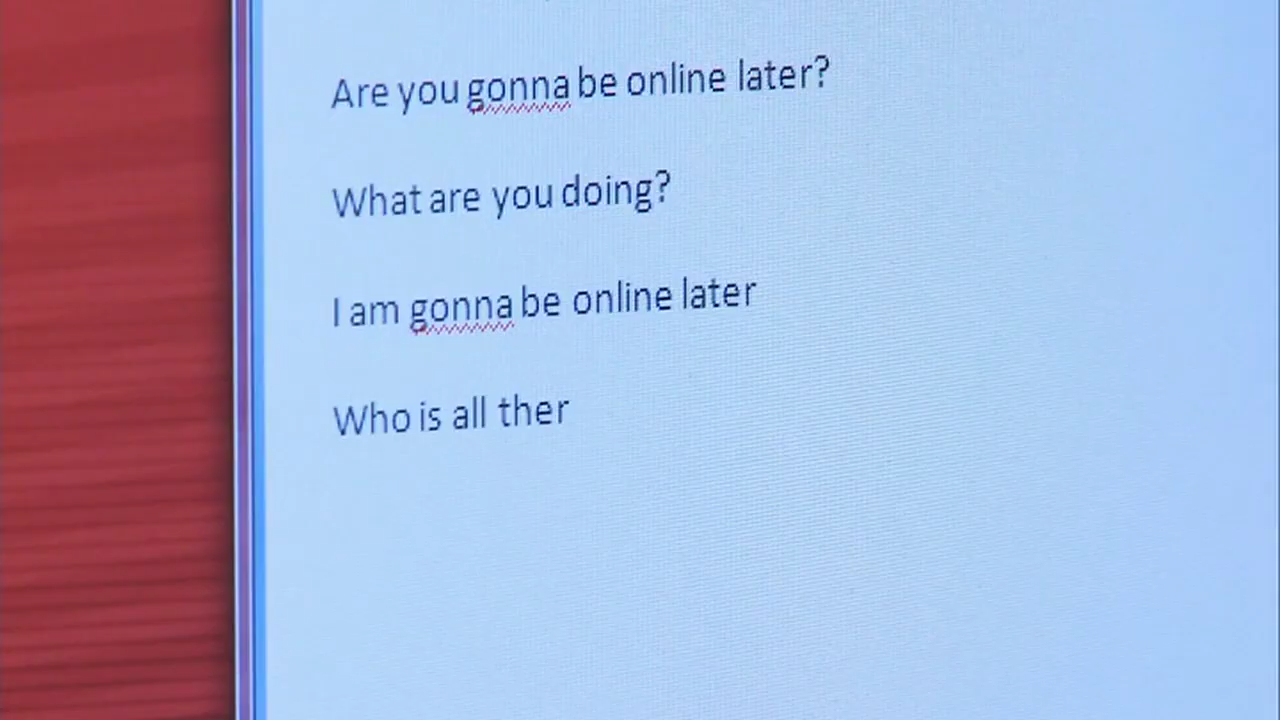 Are you gonna be online later?
What are you doing?
I am gonna be online later
Who is all ther